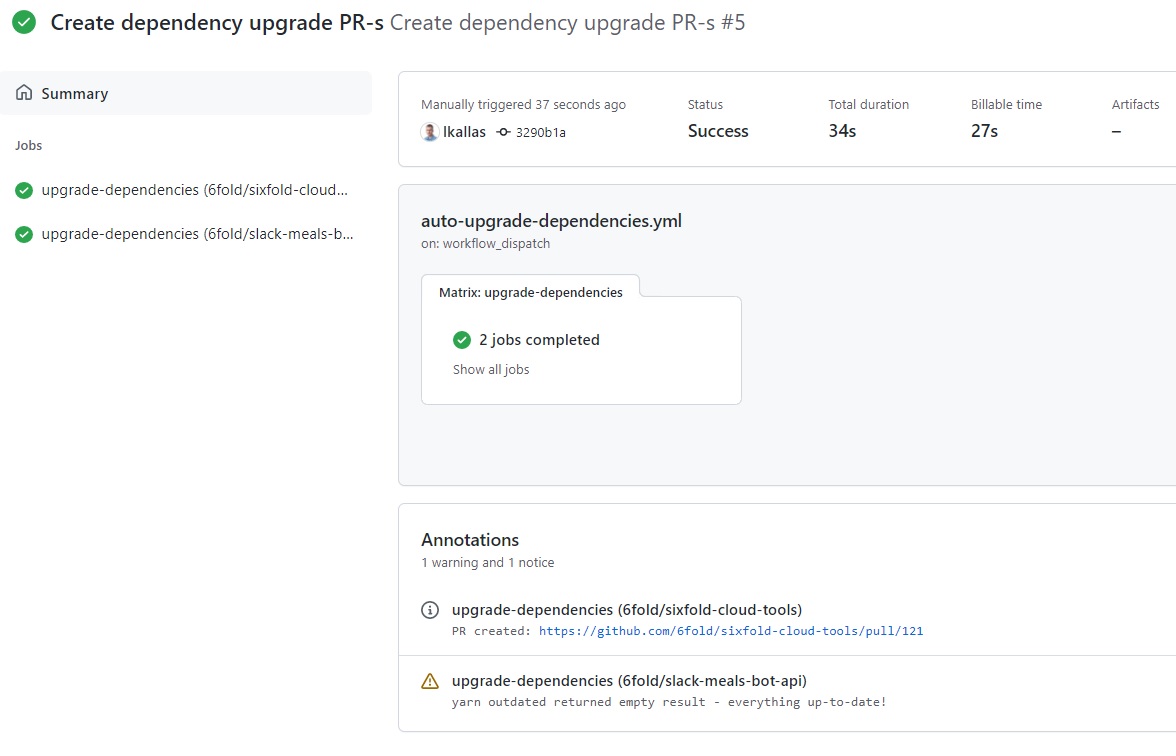 Create dependency upgrade PR-s Create dependency upgrade PR-s #5
Summary
Jobs
upgrade-dependencies (6fold/sixfold-cloud...
upgrade-dependencies (6fold/slack-meals-b...
Manually triggered 37 seconds ago
lkallas 3290b1a
Status
Success
Total duration
34s
Billable time
27s
Artifacts
–
auto-upgrade-dependencies.yml
on: workflow_dispatch
Matrix: upgrade-dependencies
2 jobs completed
Show all jobs
Annotations
1 warning and 1 notice
upgrade-dependencies (6fold/sixfold-cloud-tools)
PR created: https://github.com/6fold/sixfold-cloud-tools/pull/121
upgrade-dependencies (6fold/slack-meals-bot-api)
yarn outdated returned empty result - everything up-to-date!